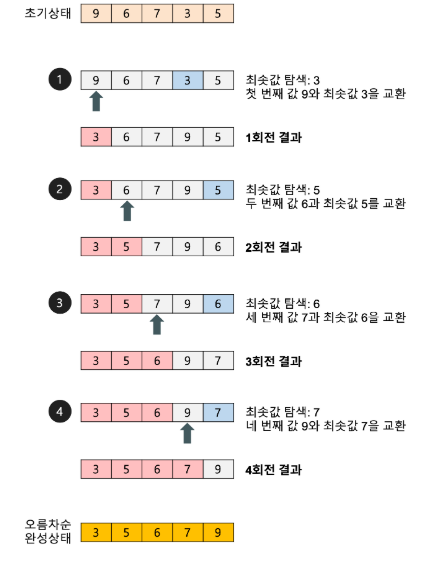 초기상태 9 6 7 3 5
1 9 6 7 3 5 최솟값 탐색: 3
첫 번째 값 9와 최솟값 3을 교환
3 6 7 9 5 1회전 결과
2 3 6 7 9 5 최솟값 탐색: 5
두 번째 값 6과 최솟값 5를 교환
3 5 7 9 6 2회전 결과
3 3 5 7 9 6 최솟값 탐색: 6
세 번째 값 7과 최솟값 6을 교환
3 5 6 9 7 3회전 결과
4 3 5 6 9 7 최솟값 탐색: 7
네 번째 값 9와 최솟값 7을 교환
3 5 6 7 9 4회전 결과
오름차순
완성상태 3 5 6 7 9